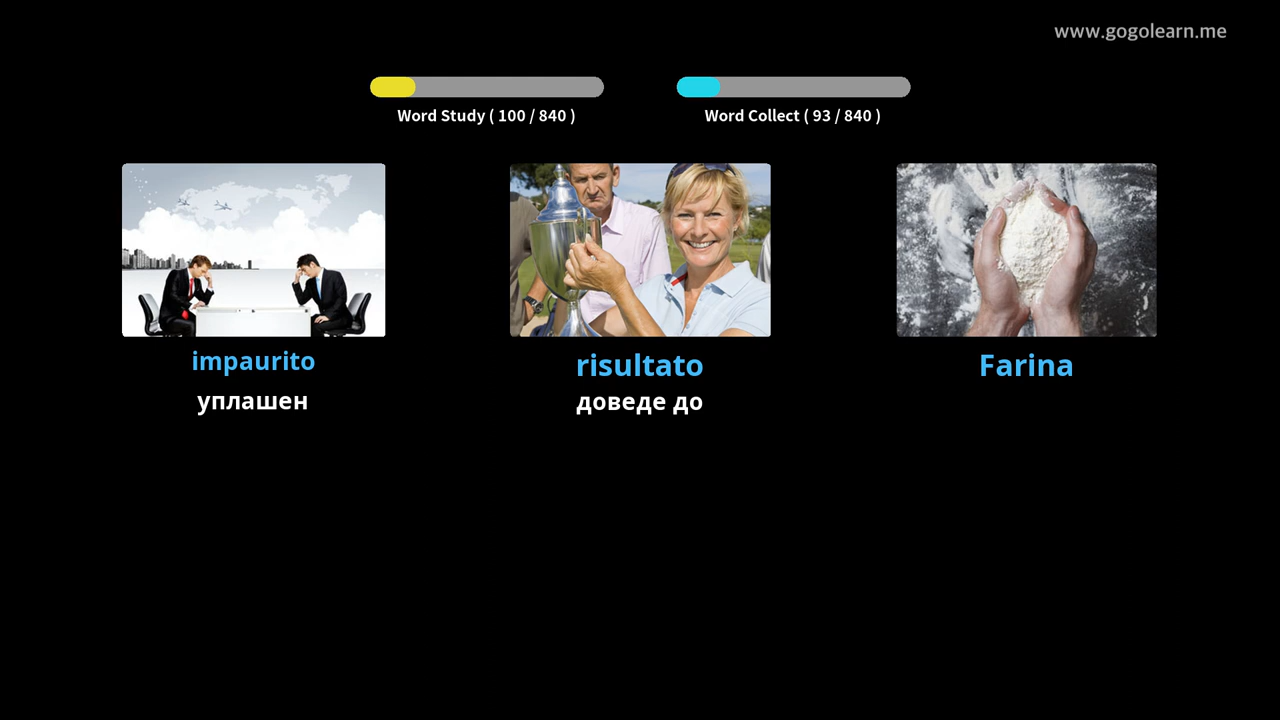 www.gogolearn.me
Word Study ( 100 / 840 )
Word Collect ( 93 / 840 )
impaurito
уплашен
risultato
доведе до
Farina